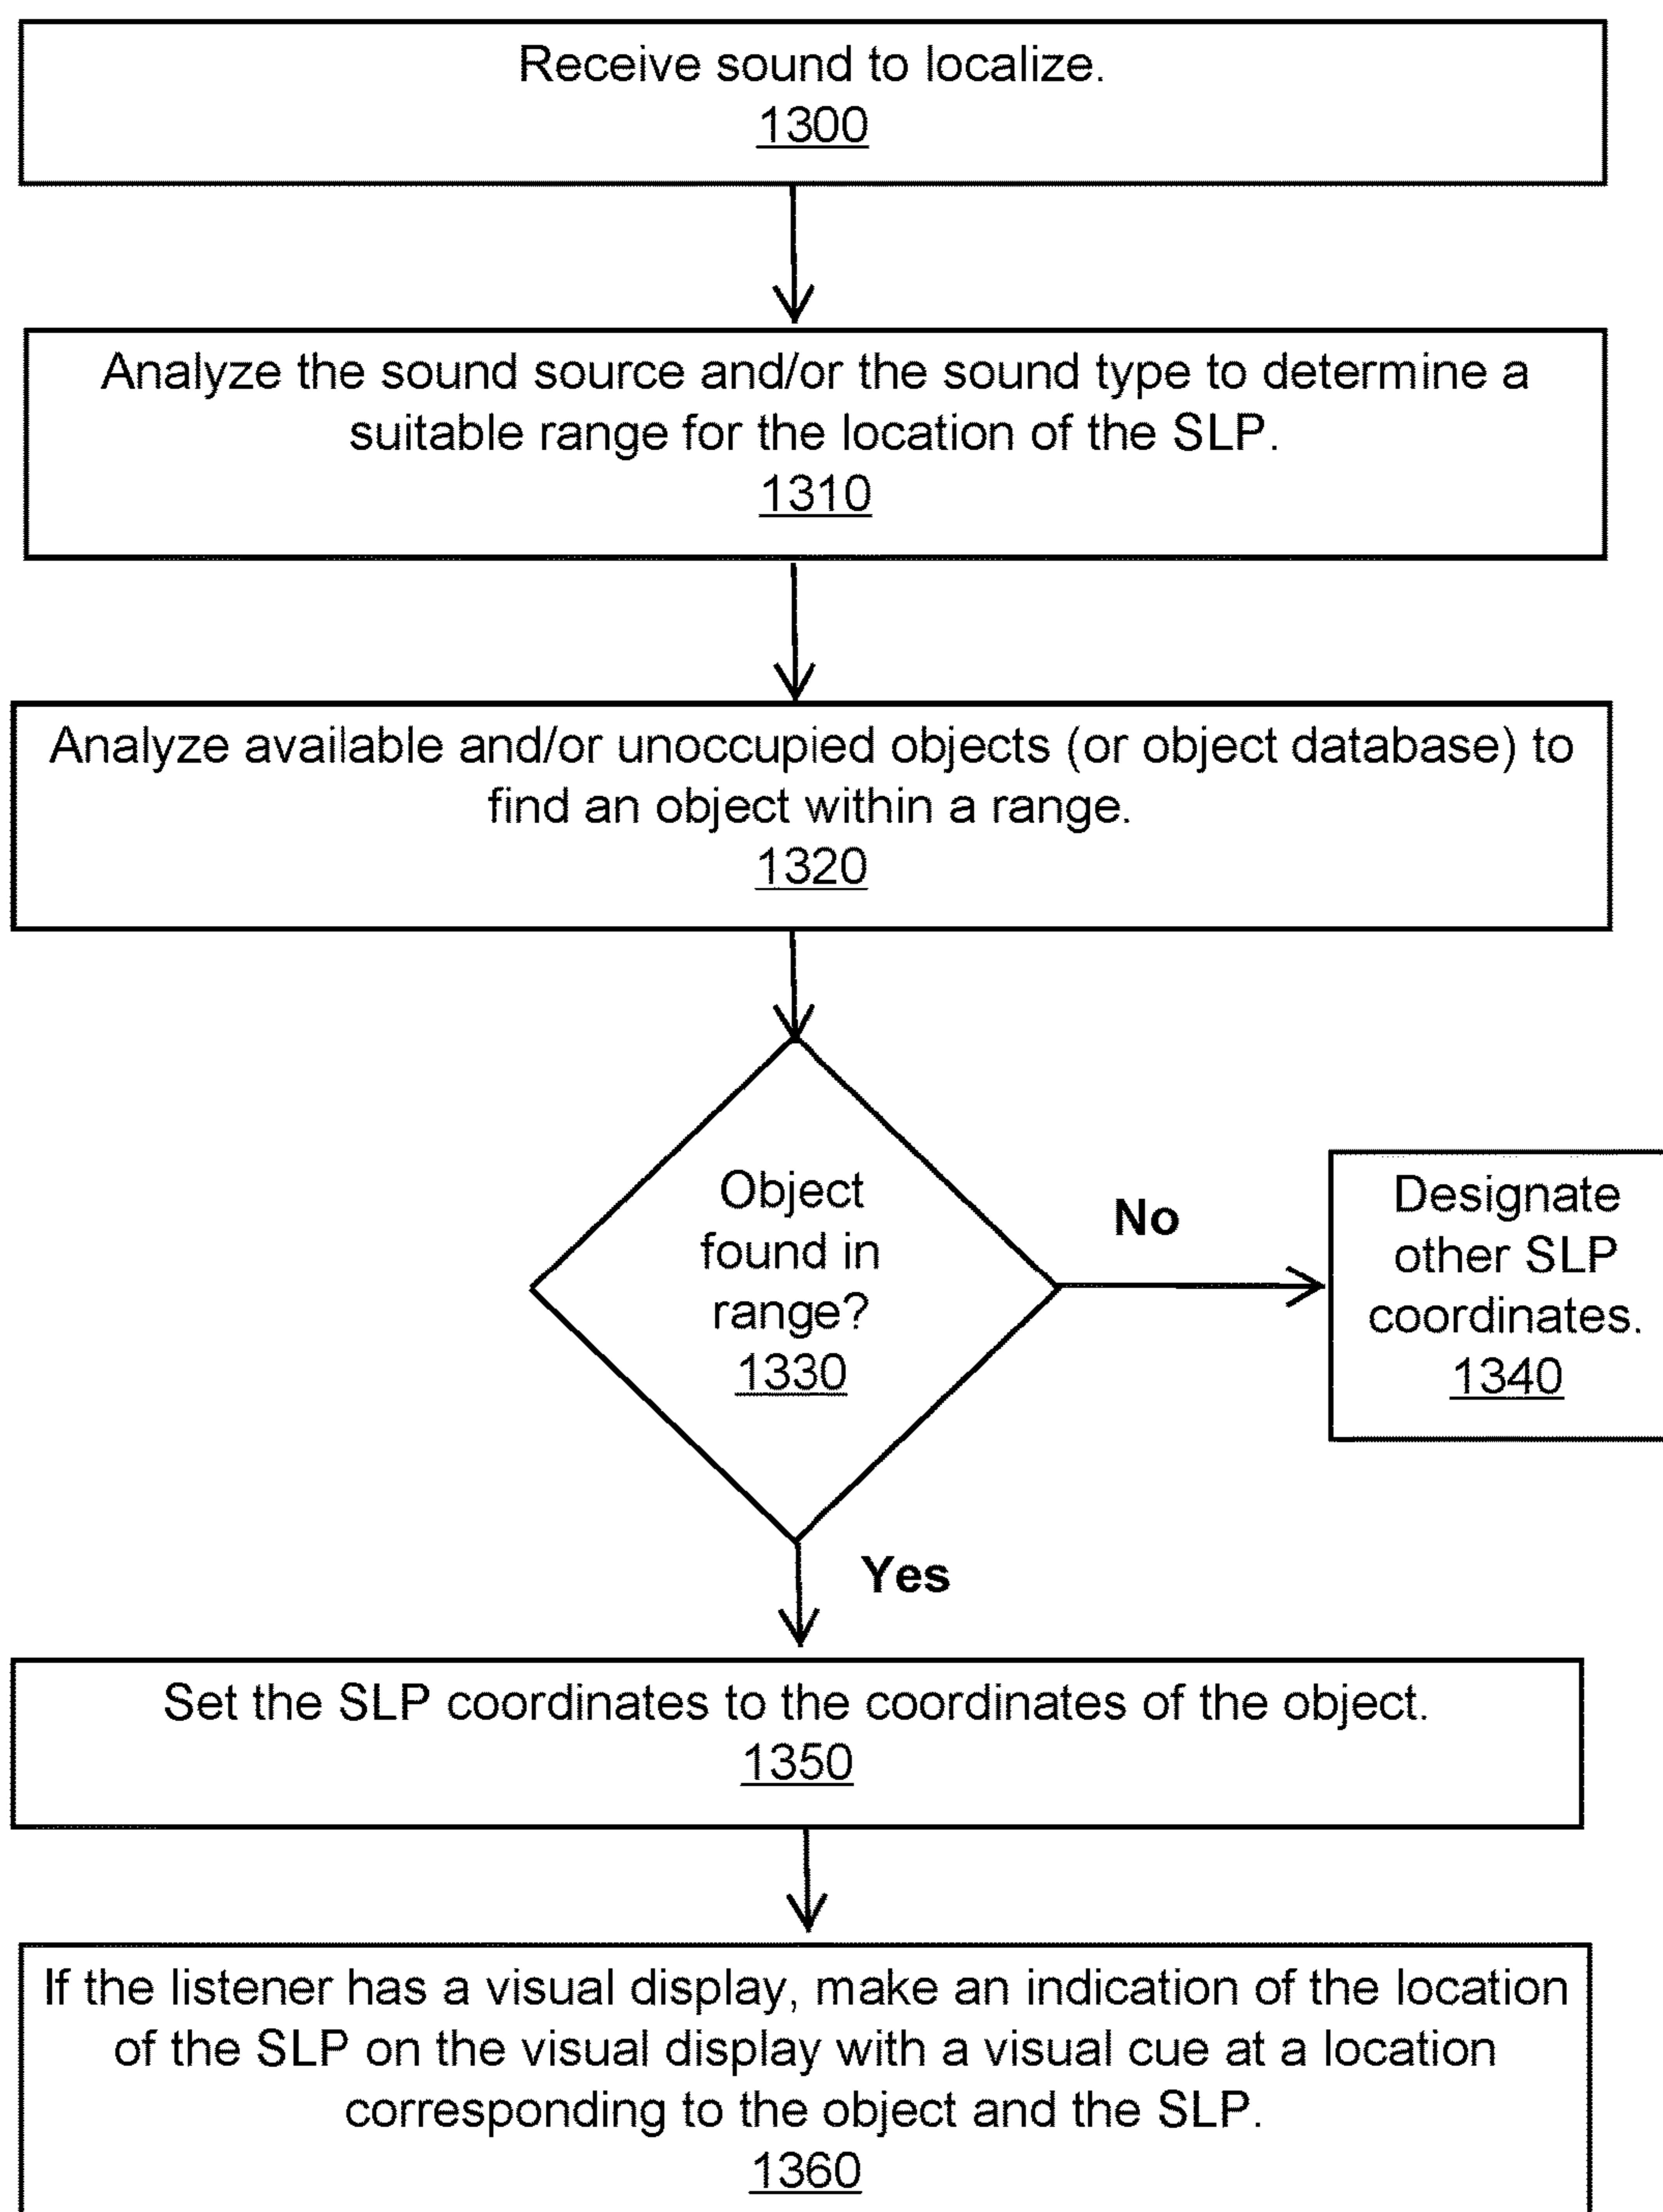 Receive sound to localize.
1300
Analyze the sound source and/or the sound type to determine a
suitable range for the location of the SLP.
1310
Analyze available and/or unoccupied objects (or object database) to
find an object within a range.
1320
Object
found in
range?
1330
No
Designate
other SLP
coordinates.
1340
Yes
Set the SLP coordinates to the coordinates of the object.
1350
If the listener has a visual display, make an indication of the location
of the SLP on the visual display with a visual cue at a location
corresponding to the object and the SLP.
1360